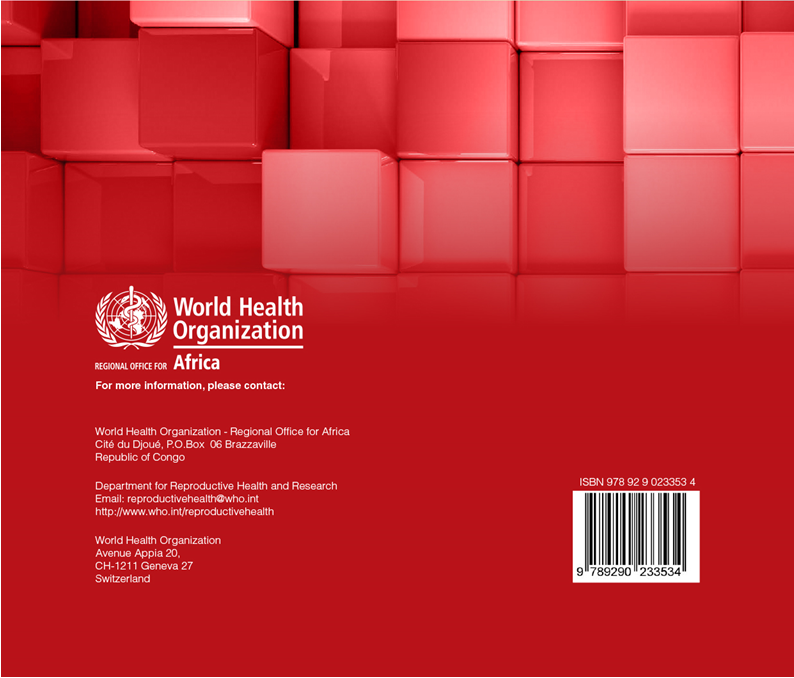 World Health
Organization
REGIONAL OFFICE FOR Africa
For more information, please contact:
World Health Organization - Regional Office for Africa
Cité du Djoué, P.O.Box 06 Brazzaville
Republic of Congo
Department for Reproductive Health and Research
Email: reproductivehealth@who.int
http://www.who.int/reproductivehealth
World Health Organization
Avenue Appia 20,
CH-1211 Geneva 27
Switzerland
ISBN 978 92 9 023353 4
9 789290 233534